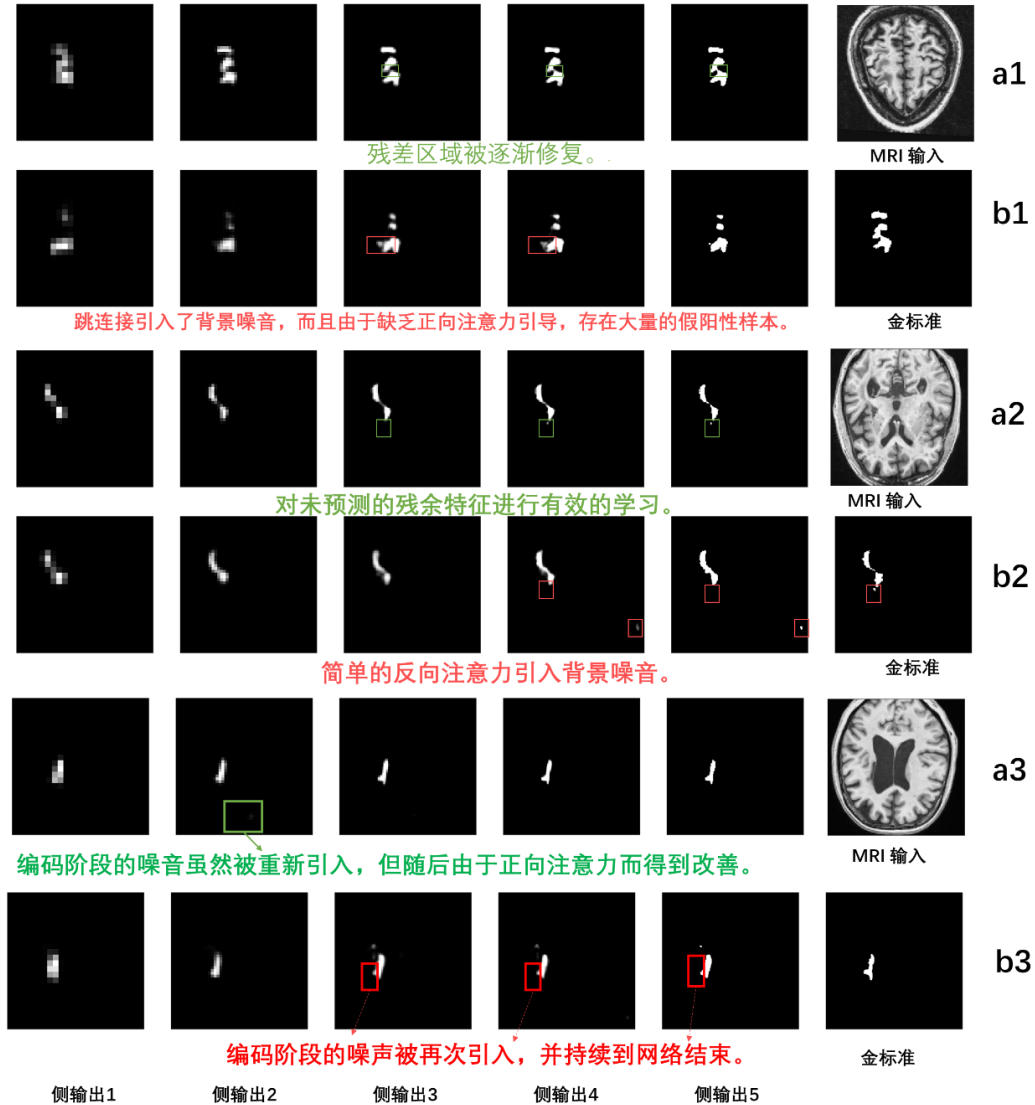 a1
残差区域被逐渐修复。
MRI 输入
b1
跳连接引入了背景噪音，而且由于缺乏正向注意力引导，存在大量的假阳性样本。
金标准
a2
对未预测的残余特征进行有效的学习。
MRI 输入
b2
简单的反向注意力引入背景噪音。
金标准
a3
编码阶段的噪音虽然被重新引入，但随后由于正向注意力而得到改善。
MRI 输入
b3
编码阶段的噪声被再次引入，并持续到网络结束。
金标准
侧输出1
侧输出2
侧输出3
侧输出4
侧输出5